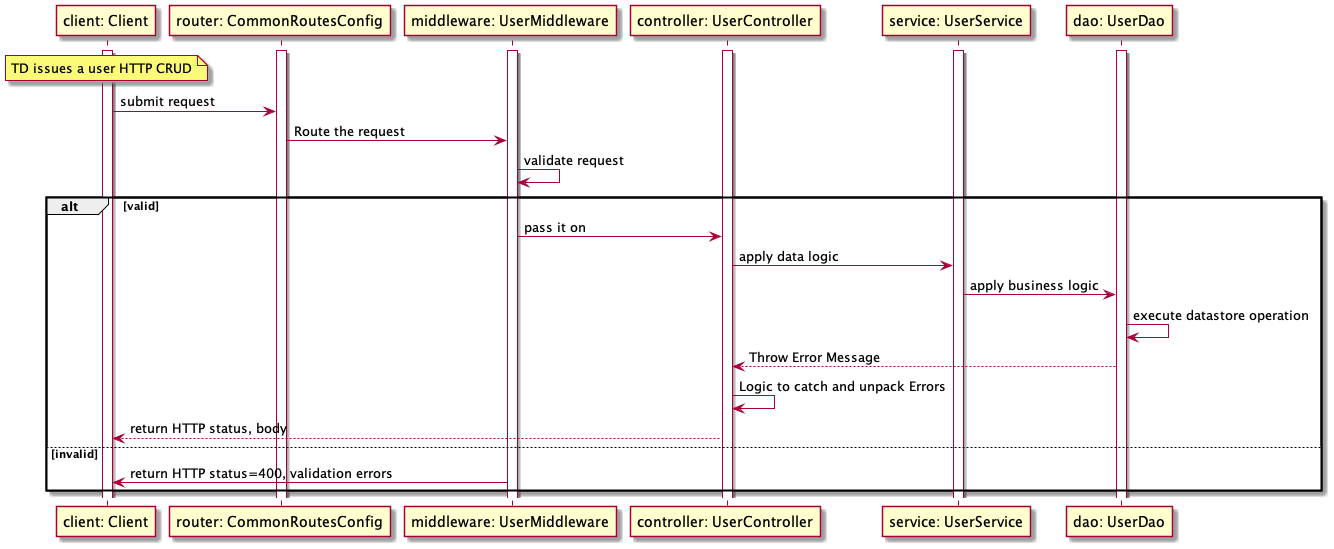 client: Client
router: CommonRoutesConfig
middleware: UserMiddleware
controller: UserController
service: UserService
dao: UserDao
TD issues a user HTTP CRUD
submit request
Route the request
validate request
alt
[valid]
pass it on
apply data logic
apply business logic
execute datastore operation
Throw Error Message
Logic to catch and unpack Errors
return HTTP status, body
[invalid]
return HTTP status=400, validation errors
client: Client
router: CommonRoutesConfig
middleware: UserMiddleware
controller: UserController
service: UserService
dao: UserDao